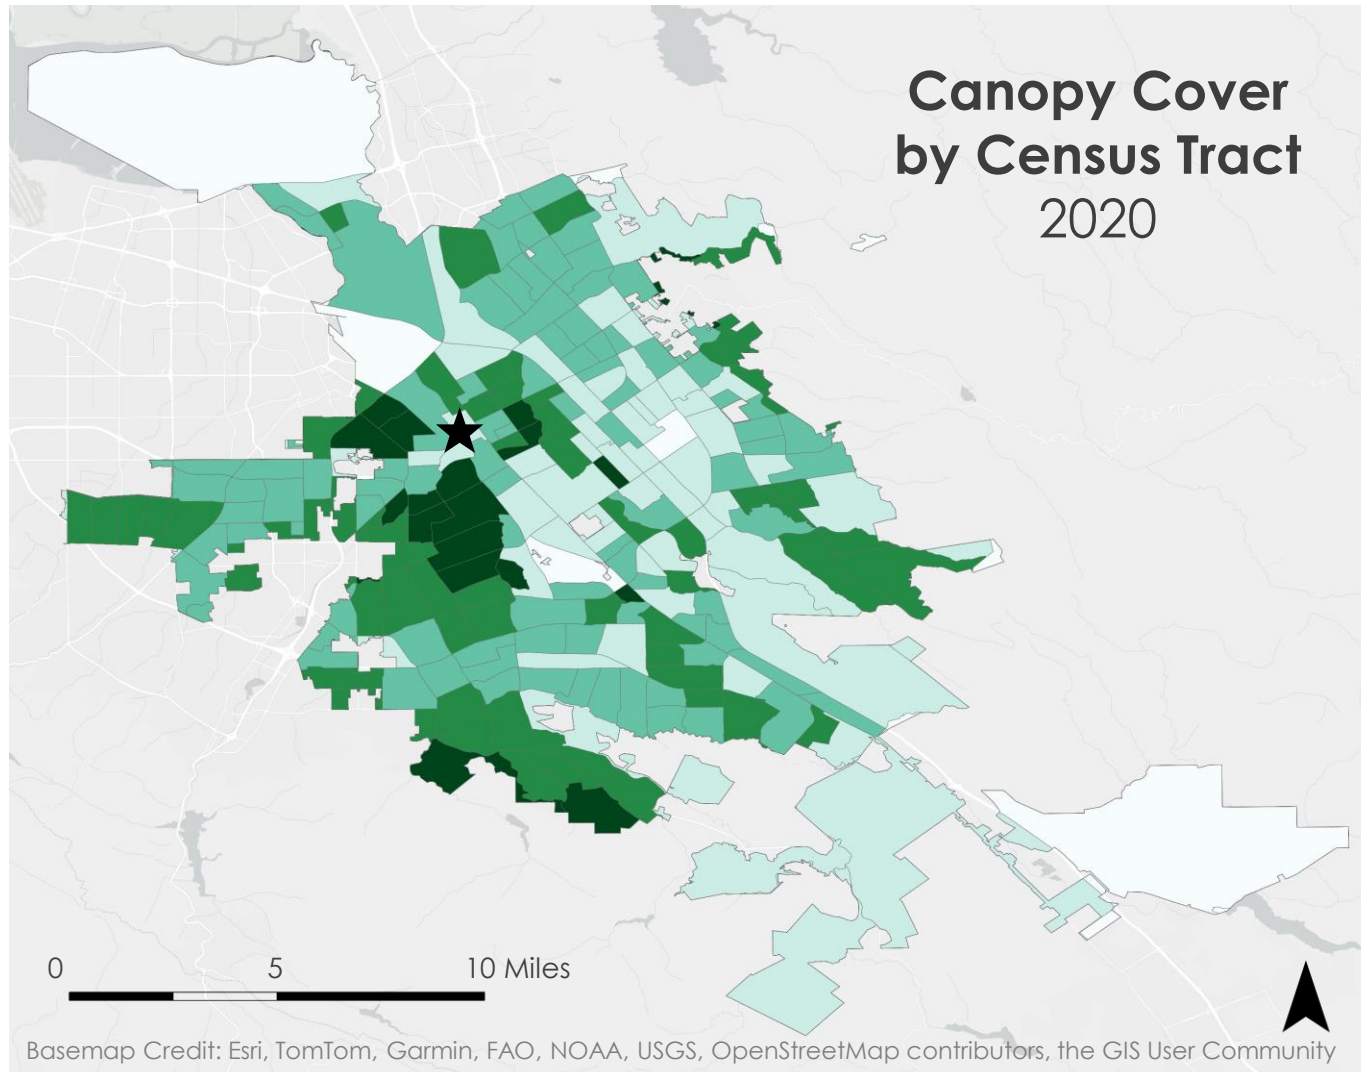 Canopy Cover
by Census Tract
2020
0 5 10 Miles
Basemap Credit: Esri, TomTom, Garmin, FAO, NOAA, USGS, OpenStreetMap contributors, the GIS User Community